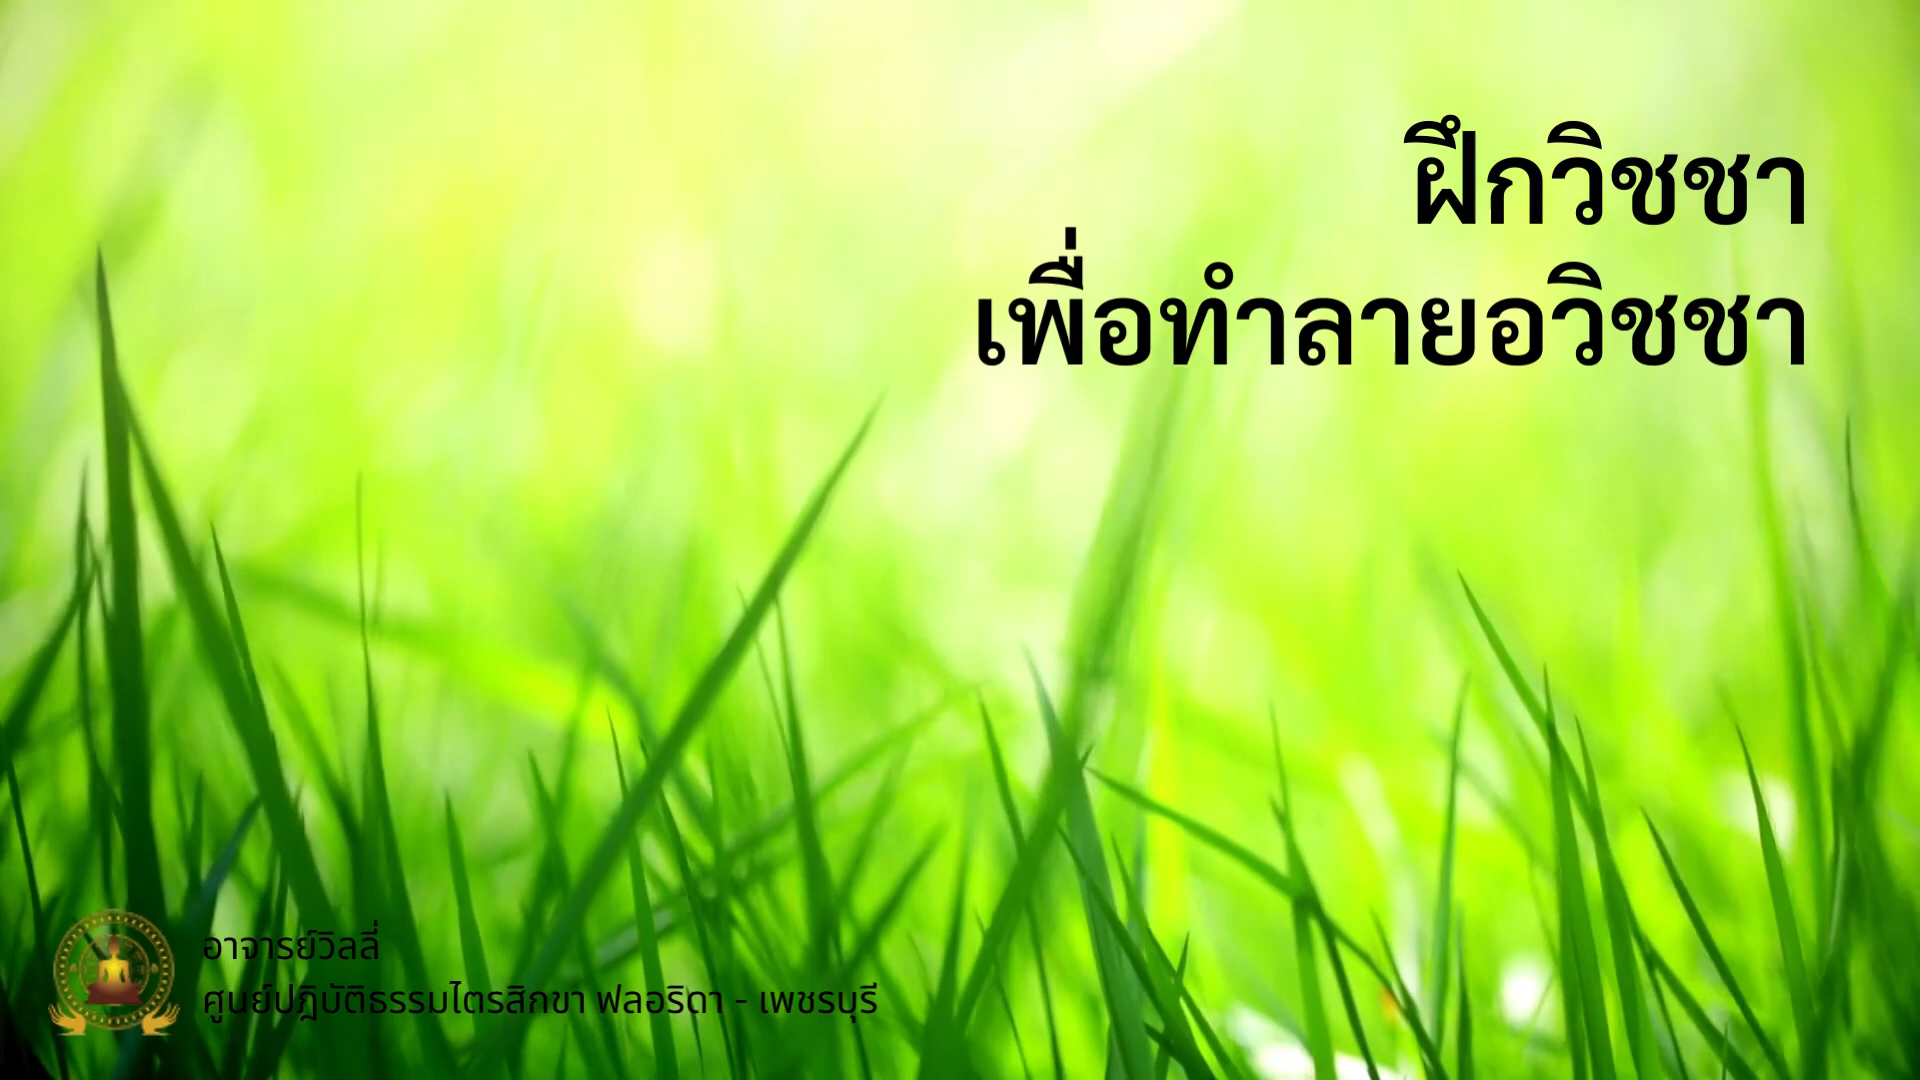 ฝึกวิชชา
เพื่อทำลายอวิชชา
อาจารย์วิลลี่
ศูนย์ปฎิบัติธรรมไตรสิกขา ฟลอริดา - เพชรบุรี